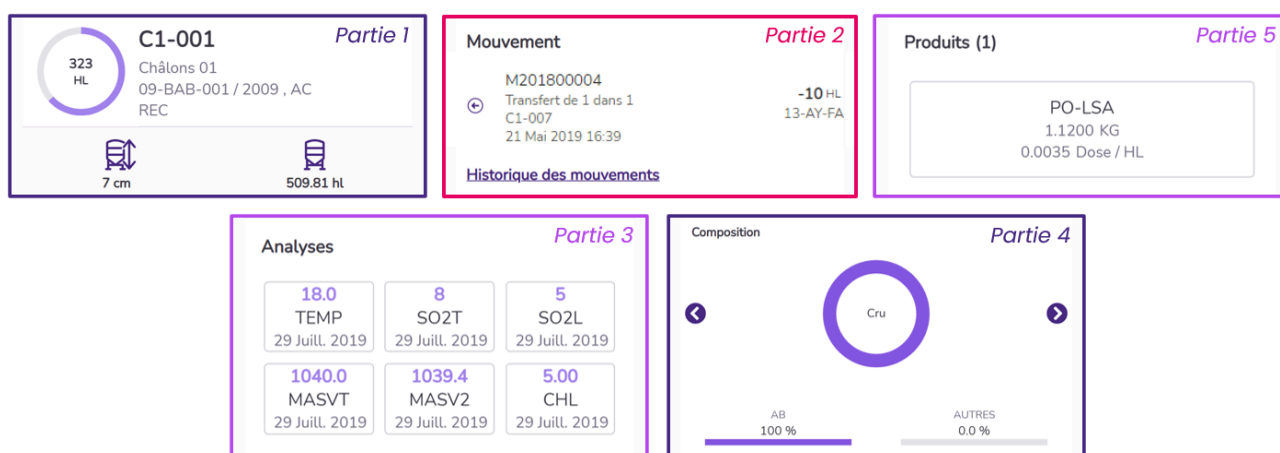 C1-001
Partie 1
323
HL
Châlons 01
09-BAB-001 / 2009 , AC
REC
7 cm
509.81 hl
Mouvement
Partie 2
M201800004
Transfert de 1 dans 1
C1-007
21 Mai 2019 16:39
-10 HL
13-AY-FA
Historique des mouvements
Produits (1)
Partie 5
PO-LSA
1.1200 KG
0.0035 Dose / HL
Analyses
Partie 3
18.0
TEMP
29 Juill. 2019
8
SO2T
29 Juill. 2019
5
SO2L
29 Juill. 2019
1040.0
MASVT
29 Juill. 2019
1039.4
MASV2
29 Juill. 2019
5.00
CHL
29 Juill. 2019
Composition
Partie 4
Cru
AB
100 %
AUTRES
0.0 %